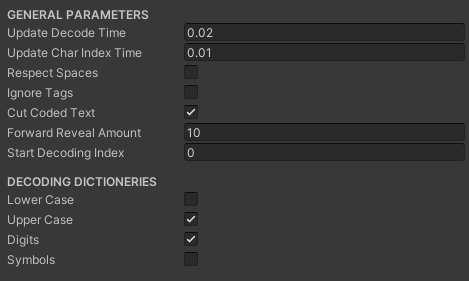 GENERAL PARAMETERS
Update Decode Time 0.02
Update Char Index Time 0.01
Respect Spaces
Ignore Tags
Cut Coded Text
Forward Reveal Amount 10
Start Decoding Index 0
DECODING DICTIONERIES
Lower Case
Upper Case
Digits
Symbols